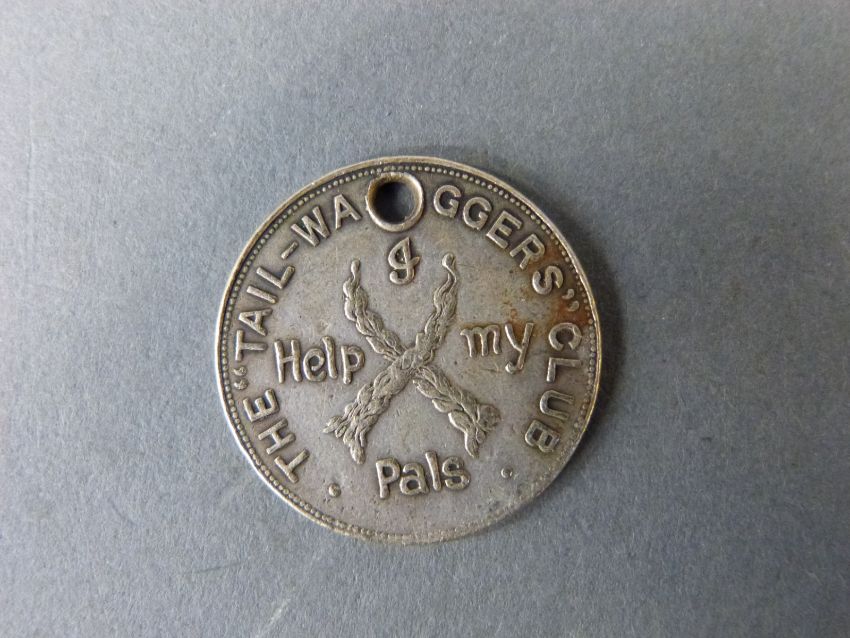 THE "TAIL-WAGGERS" CLUB
I
Help my
Pals